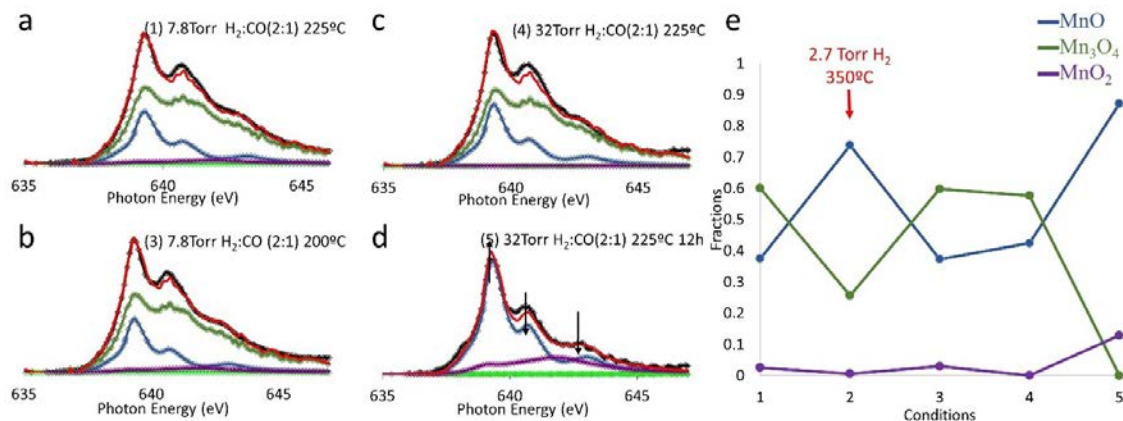 a
(1) 7.8Torr H₂:CO(2:1) 225ºC
635 640 645
Photon Energy (eV)
b
(3) 7.8Torr H₂:CO (2:1) 200ºC
635 640 645
Photon Energy (eV)
c
(4) 32Torr H₂:CO(2:1) 225ºC
635 640 645
Photon Energy (eV)
d
(5) 32Torr H₂:CO(2:1) 225ºC 12h
635 640 645
Photon Energy (eV)
e
MnO
Mn₃O₄
MnO₂
2.7 Torr H₂
350ºC
1
0.9
0.8
0.7
0.6
0.5
0.4
0.3
0.2
0.1
0
Fractions
1 2 3 4 5
Conditions